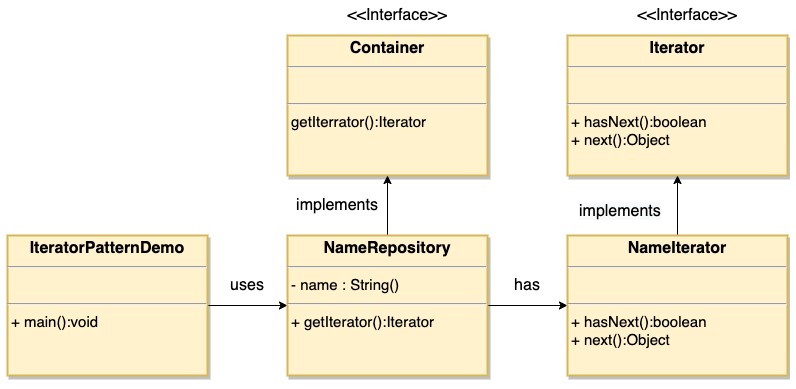 <<Interface>>
Container
getIterrator():Iterator
<<Interface>>
Iterator
+ hasNext():boolean
+ next():Object
implements
implements
IteratorPatternDemo
+ main():void
uses
NameRepository
- name : String()
+ getIterator():Iterator
has
NameIterator
+ hasNext():boolean
+ next():Object